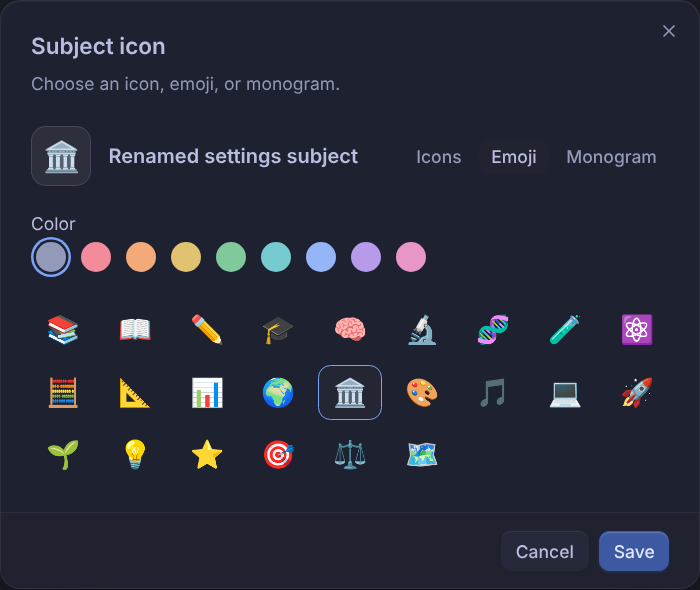 Subject icon
Choose an icon, emoji, or monogram.
Renamed settings subject
Icons
Emoji
Monogram
Color
Cancel
Save